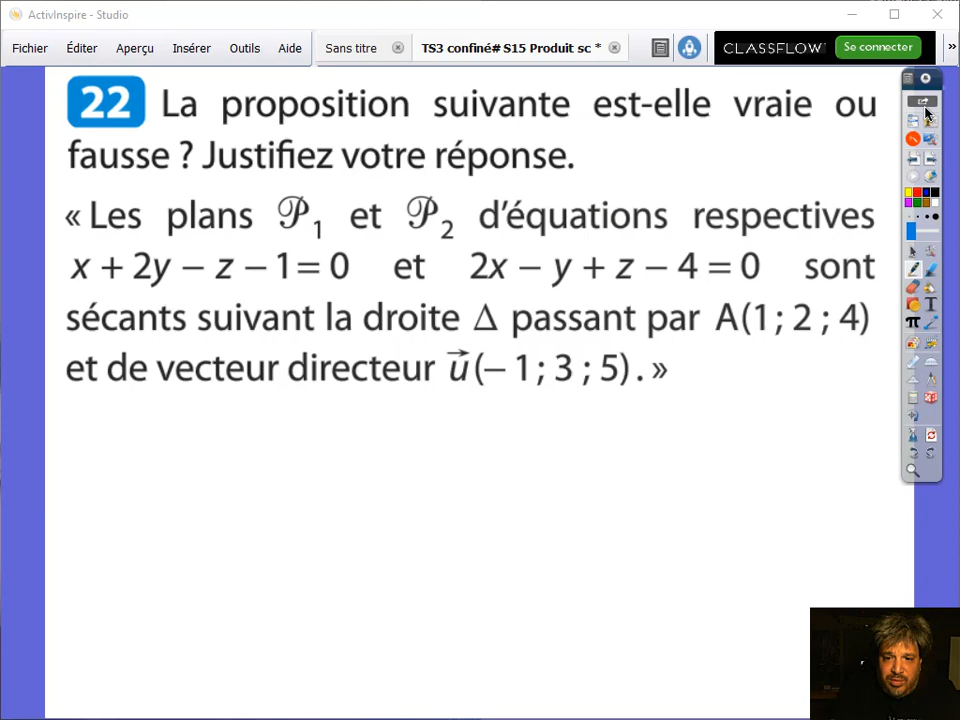 ActivInspire - Studio
Fichier Éditer Aperçu Insérer Outils Aide Sans titre TS3 confiné# S15 Produit sc * CLASSFLOW Se connecter »
22 La proposition suivante est-elle vraie ou
fausse ? Justifiez votre réponse.
« Les plans 𝒫₁ et 𝒫₂ d'équations respectives
x + 2y − z − 1 = 0 et 2x − y + z − 4 = 0 sont
sécants suivant la droite Δ passant par A(1 ; 2 ; 4)
et de vecteur directeur u⃗(− 1 ; 3 ; 5). »